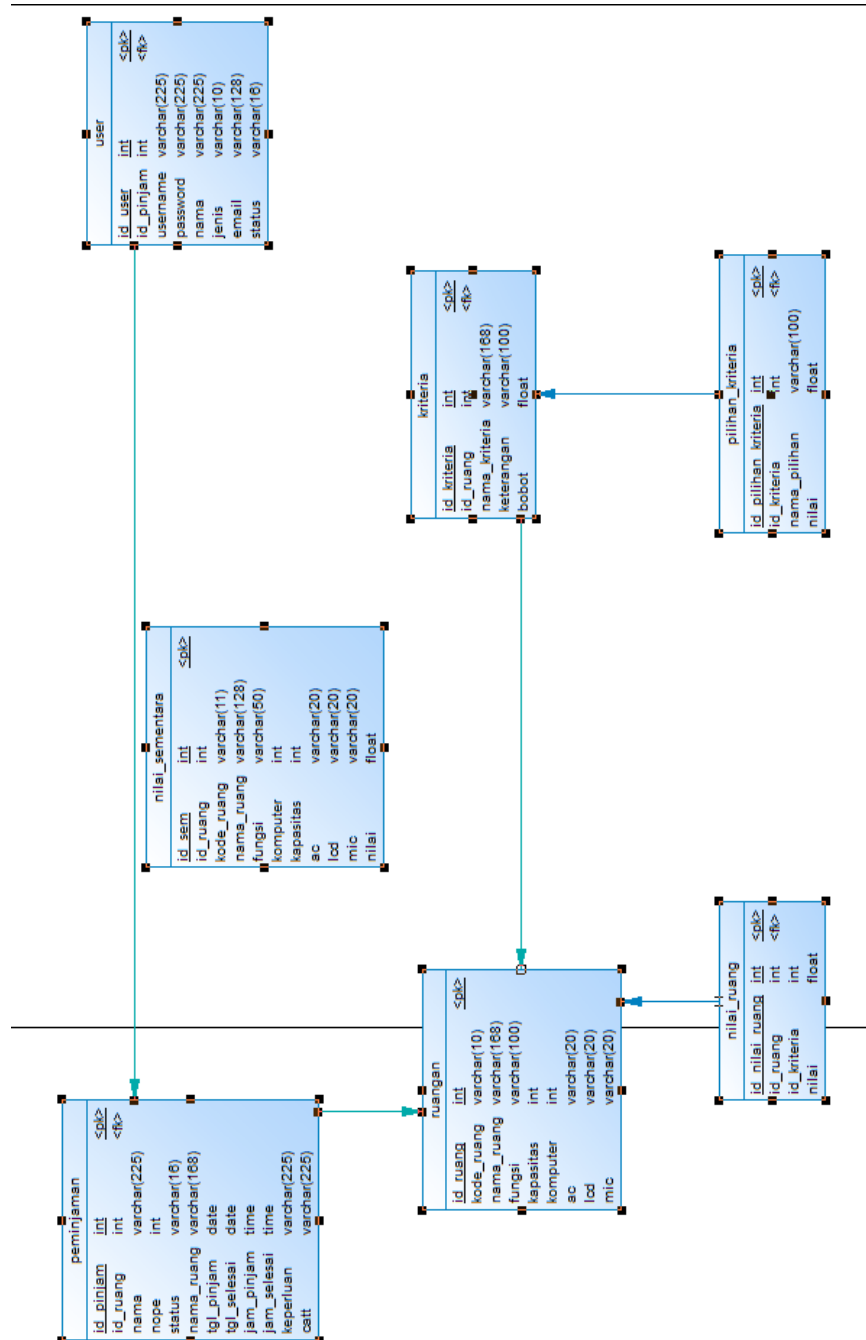 peminjaman
id_pinjam int <pk>
id_ruang int <fk>
nama varchar(225)
nope int
status varchar(16)
nama_ruang varchar(168)
tgl_pinjam date
tgl_selesai date
jam_pinjam time
jam_selesai time
keperluan varchar(225)
catt varchar(225)
user
id_user int <pk>
id_pinjam int <fk>
username varchar(225)
password varchar(225)
nama varchar(225)
jenis varchar(10)
email varchar(128)
status varchar(16)
nilai_sementara
id_sem int <pk>
id_ruang int
kode_ruang varchar(11)
nama_ruang varchar(128)
fungsi varchar(50)
komputer int
kapasitas int
ac varchar(20)
lcd varchar(20)
mic varchar(20)
nilai float
ruangan
id_ruang int <pk>
kode_ruang varchar(10)
nama_ruang varchar(168)
fungsi varchar(100)
kapasitas int
komputer int
ac varchar(20)
lcd varchar(20)
mic varchar(20)
kriteria
id_kriteria int <pk>
id_ruang int <fk>
nama_kriteria varchar(168)
keterangan varchar(100)
bobot float
nilai_ruang
id_nilai_ruang int <pk>
id_ruang int <fk>
id_kriteria int
nilai float
pilihan_kriteria
id_pilihan_kriteria int <pk>
id_kriteria int <fk>
nama_pilihan varchar(100)
nilai float